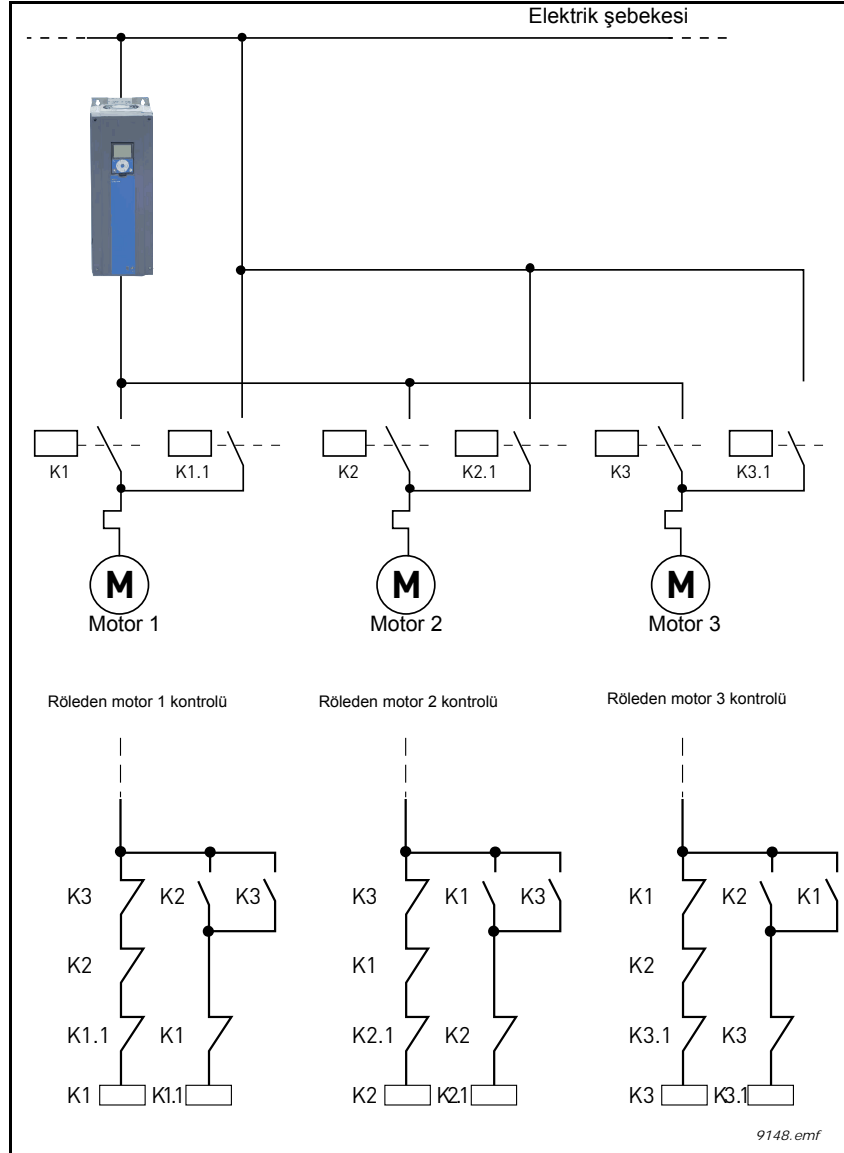 Elektrik şebekesi
K1 K1.1 K2 K2.1 K3 K3.1
M M M
Motor 1 Motor 2 Motor 3
Röleden motor 1 kontrolü Röleden motor 2 kontrolü Röleden motor 3 kontrolü
K3 K2 K3 K3 K1 K3 K1 K2 K1
K2 K1 K2
K1.1 K1 K2.1 K2 K3.1 K3
K1 K1.1 K2 K2.1 K3 K3.1
9148.emf